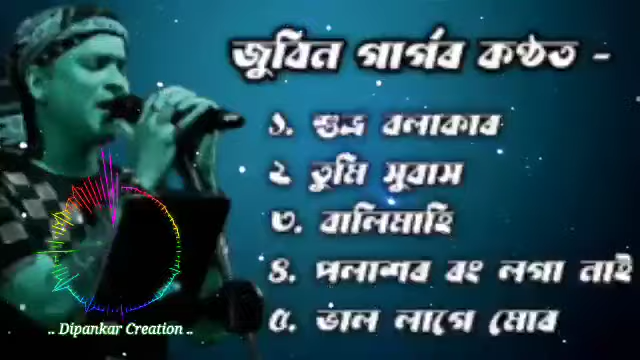 জুবিন গাৰ্গৰ কণ্ঠত -
১. শুভ্ৰ বলাকাৰ
২ তুমি সুবাস
৩. বালিমাহি
৪. পলাশৰ ৰং লগা নাই
৫. ভাল লাগে মোৰ
.. Dipankar Creation ..